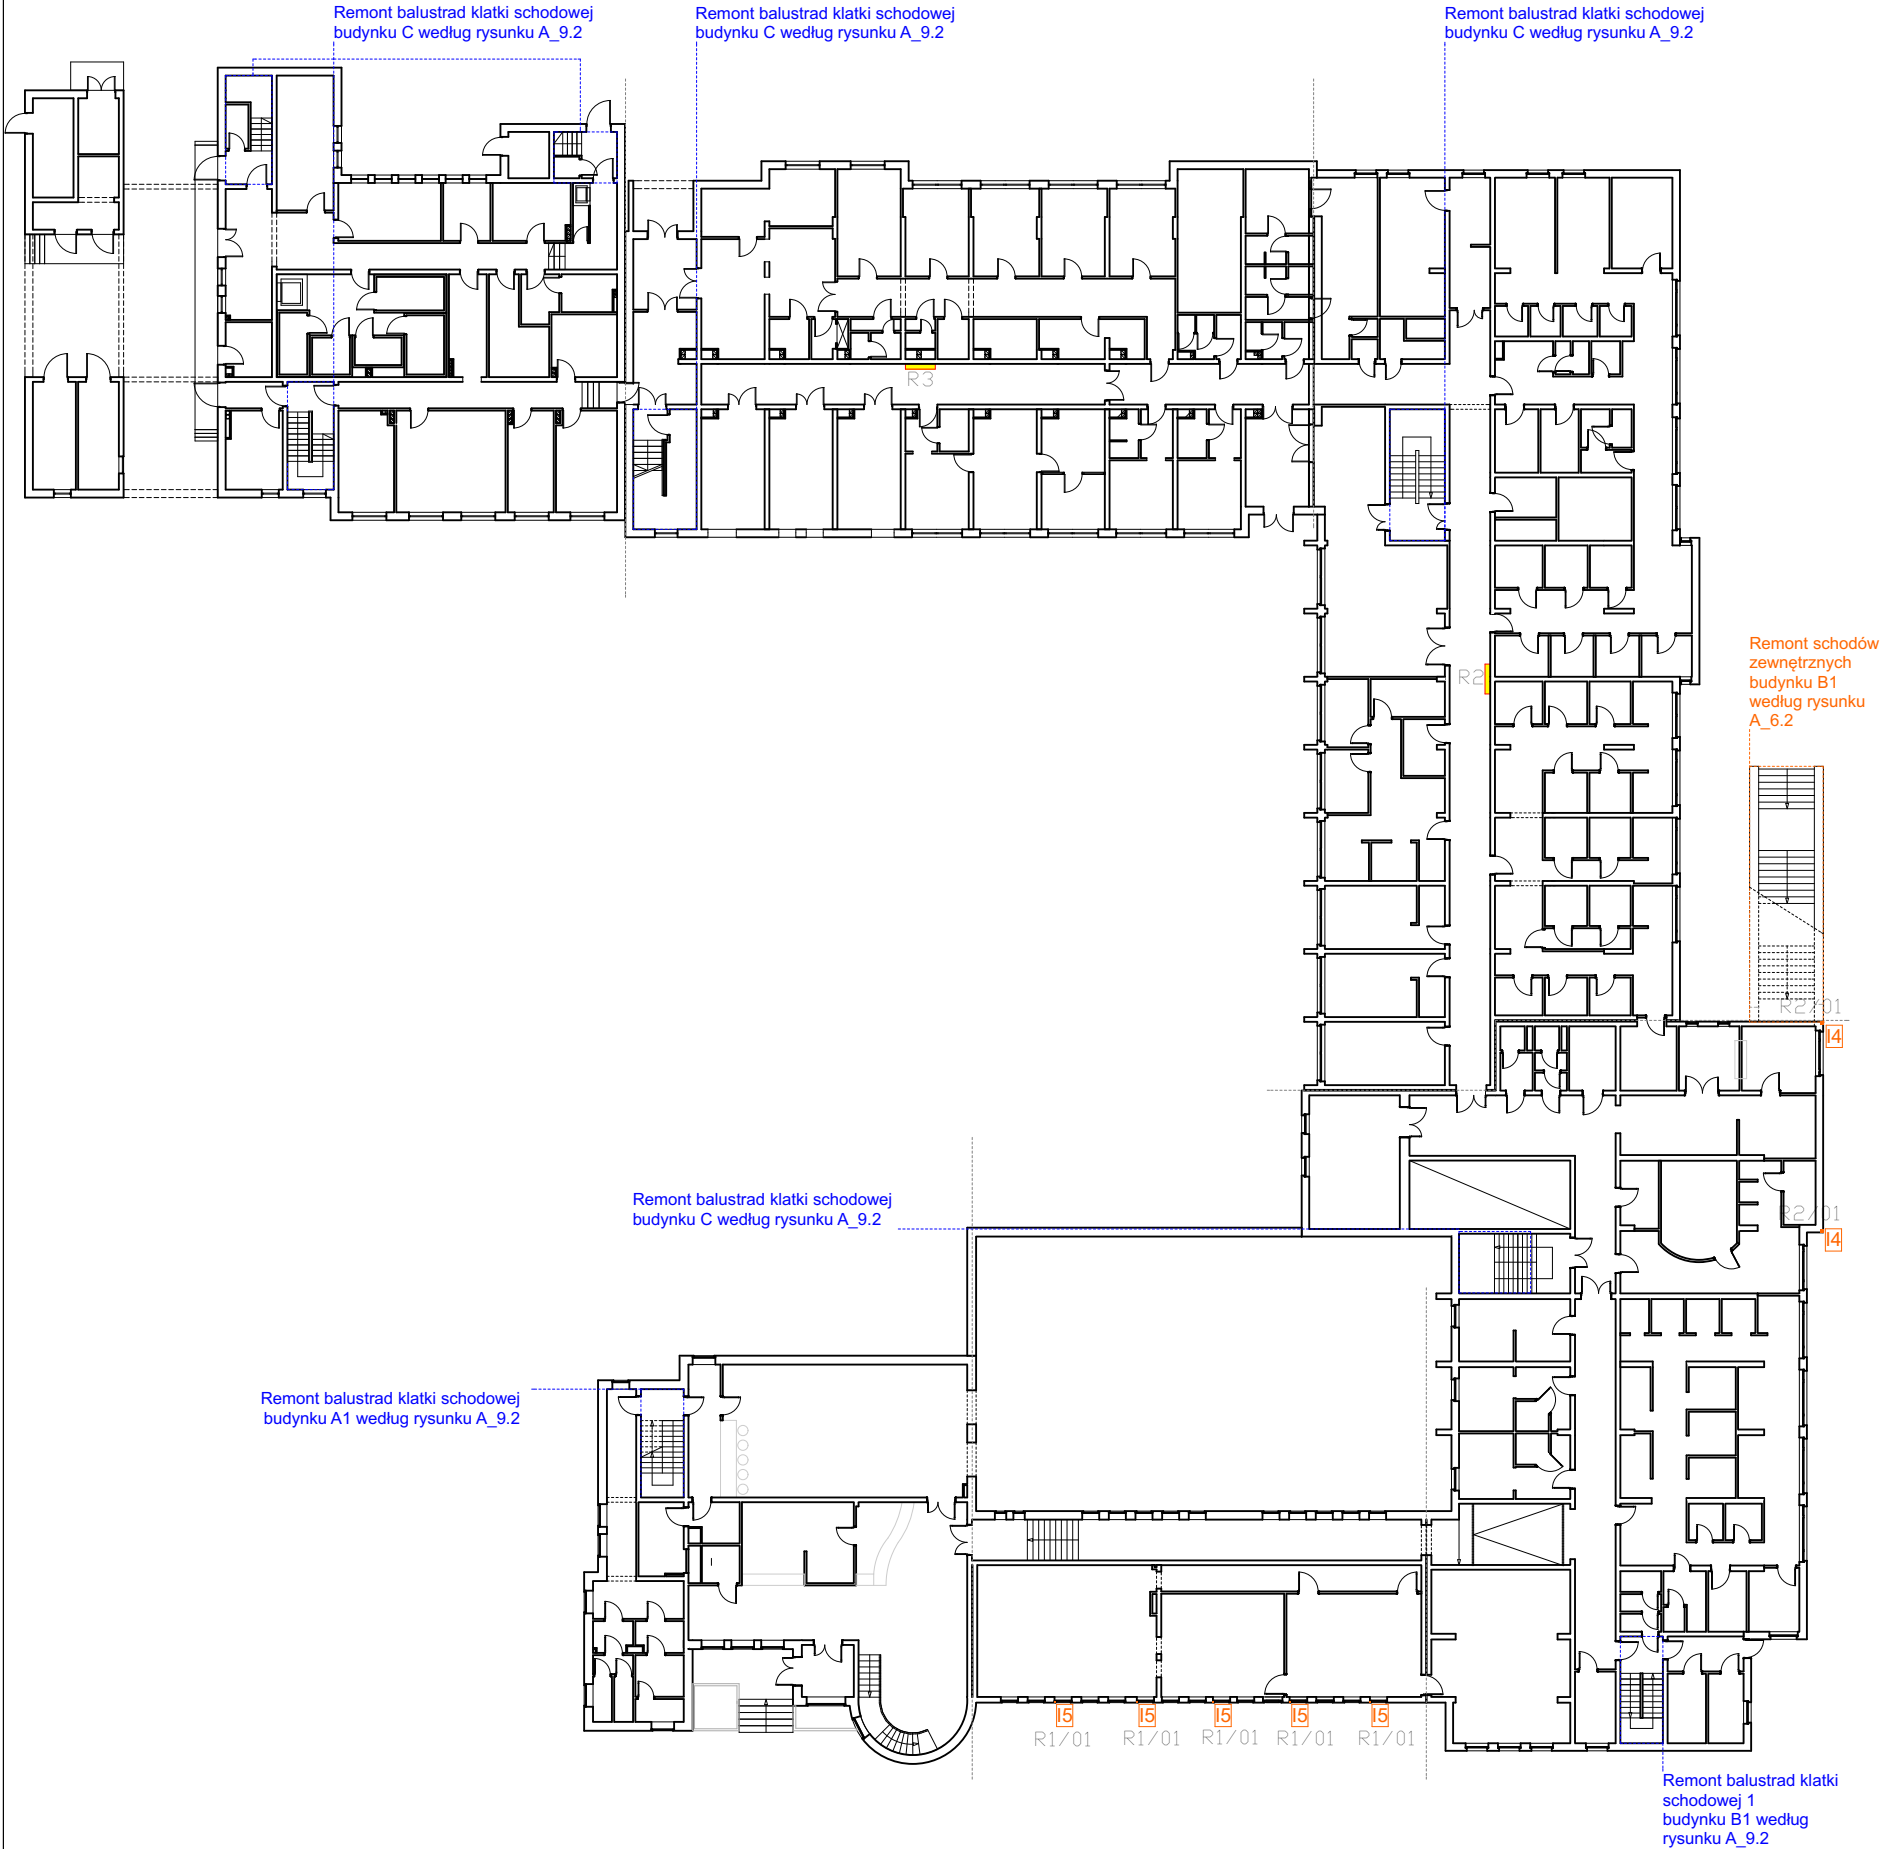 Remont balustrad klatki schodowej
budynku C według rysunku A_9.2
Remont balustrad klatki schodowej
budynku C według rysunku A_9.2
Remont balustrad klatki schodowej
budynku C według rysunku A_9.2
R3
Remont schodów
zewnętrznych
budynku B1
według rysunku
A_6.2
R2
R2/01
I4
Remont balustrad klatki schodowej
budynku C według rysunku A_9.2
R2/01
I4
Remont balustrad klatki schodowej
budynku A1 według rysunku A_9.2
I5 I5 I5 I5 I5
R1/01 R1/01 R1/01 R1/01 R1/01
Remont balustrad klatki
schodowej 1
budynku B1 według
rysunku A_9.2